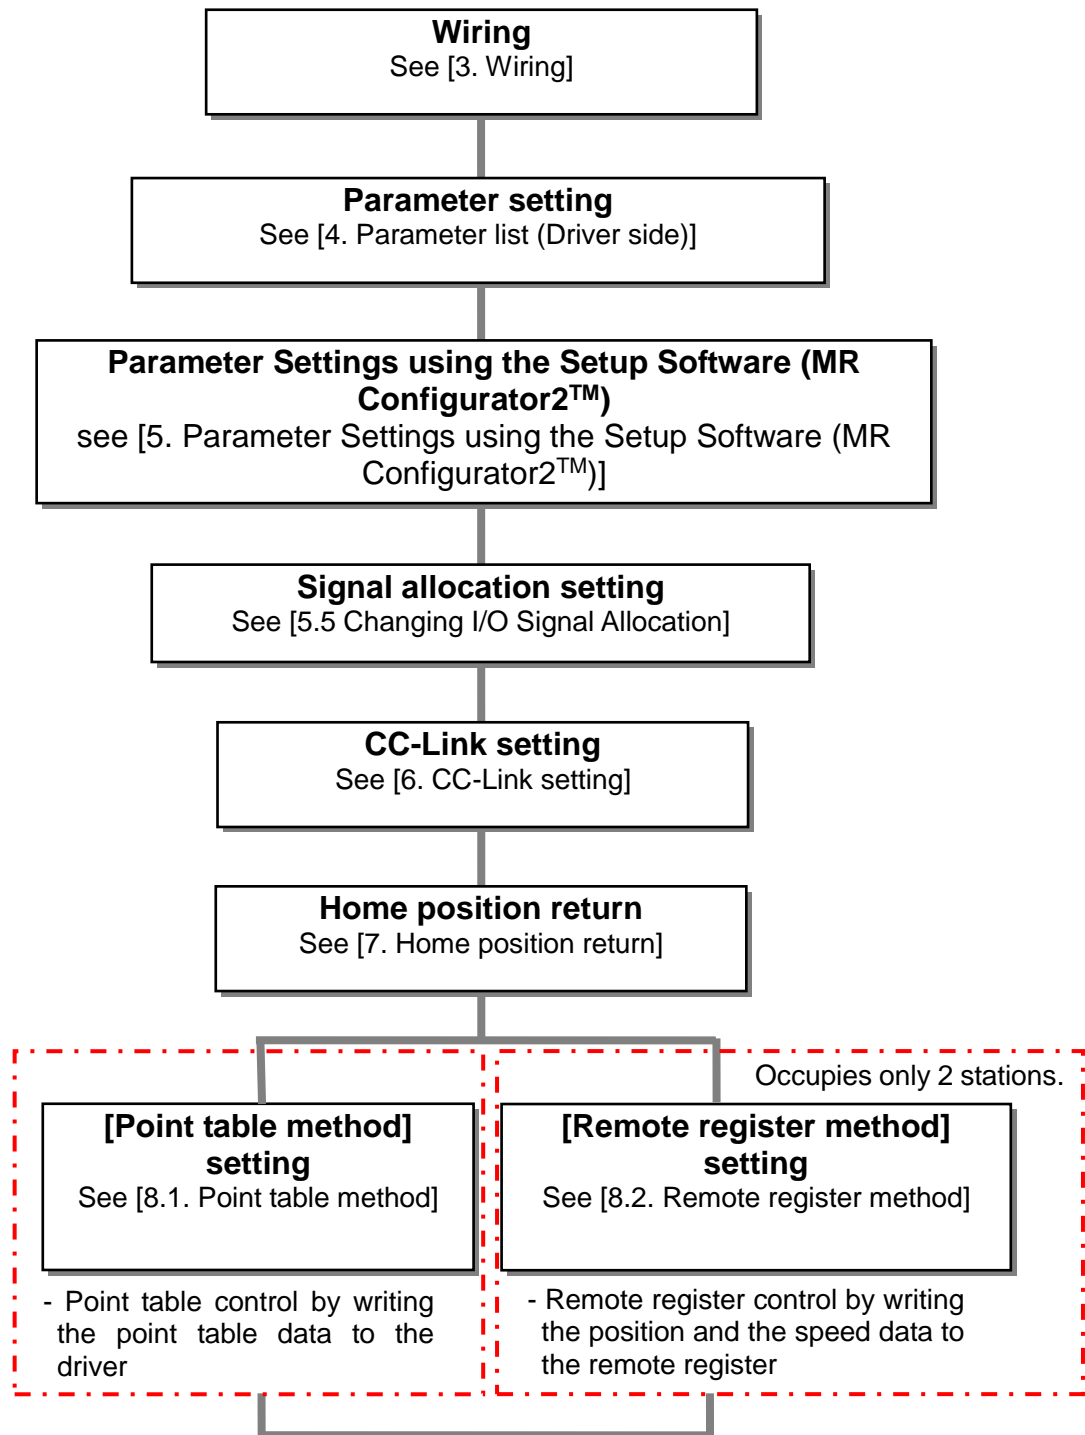 Wiring
See [3. Wiring]
Parameter setting
See [4. Parameter list (Driver side)]
Parameter Settings using the Setup Software (MR
Configurator2TM)
see [5. Parameter Settings using the Setup Software (MR
Configurator2TM)]
Signal allocation setting
See [5.5 Changing I/O Signal Allocation]
CC-Link setting
See [6. CC-Link setting]
Home position return
See [7. Home position return]
[Point table method]
setting
See [8.1. Point table method]
- Point table control by writing
the point table data to the
driver
Occupies only 2 stations.
[Remote register method]
setting
See [8.2. Remote register method]
- Remote register control by writing
the position and the speed data to
the remote register